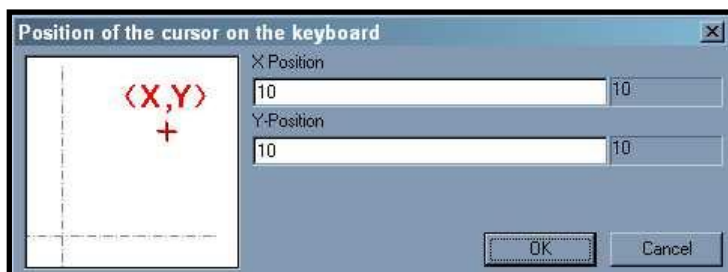 Position of the cursor on the keyboard
X Position
(X,Y)
10 10
Y-Position
10 10
OK Cancel